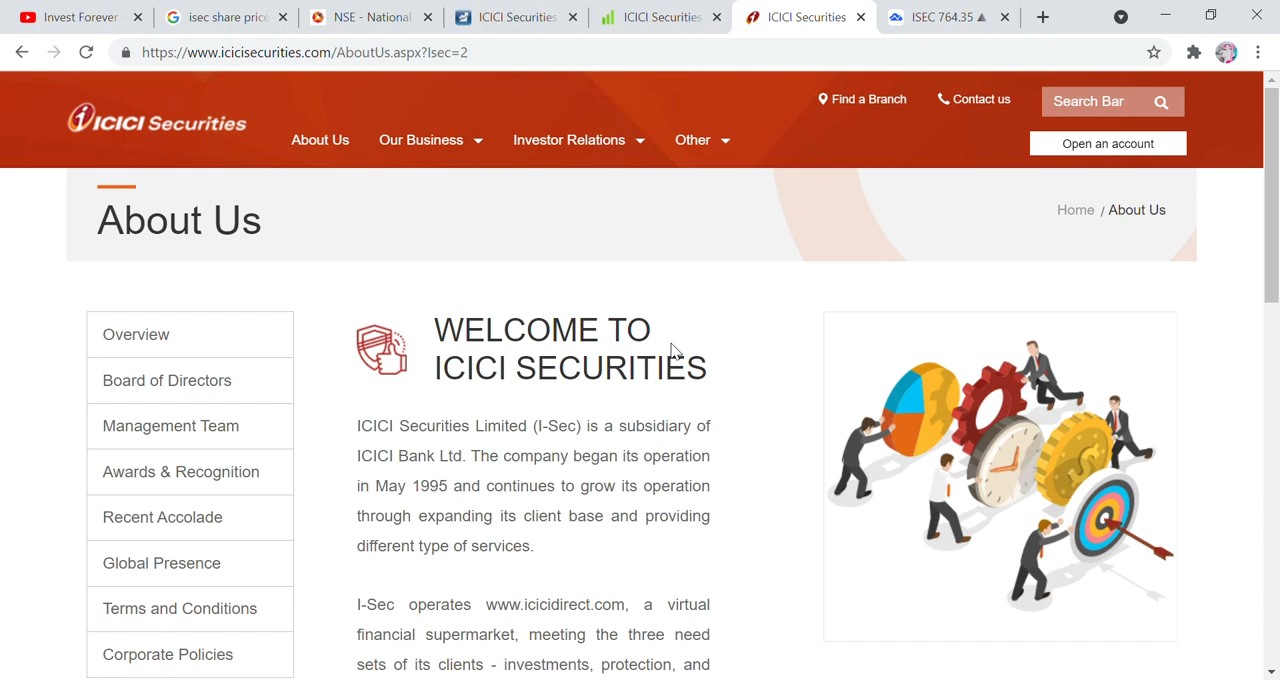 Invest Forever
isec share price
NSE - National
ICICI Securities
ICICI Securities
ICICI Securities
ISEC 764.35 ▲
https://www.icicisecurities.com/AboutUs.aspx?Isec=2
Find a Branch
Contact us
Search Bar
ICICI Securities
About Us
Our Business
Investor Relations
Other
Open an account
About Us
Home / About Us
Overview
Board of Directors
Management Team
Awards & Recognition
Recent Accolade
Global Presence
Terms and Conditions
Corporate Policies
WELCOME TO
ICICI SECURITIES
ICICI Securities Limited (I-Sec) is a subsidiary of
ICICI Bank Ltd. The company began its operation
in May 1995 and continues to grow its operation
through expanding its client base and providing
different type of services.
I-Sec operates www.icicidirect.com, a virtual
financial supermarket, meeting the three need
sets of its clients - investments, protection, and